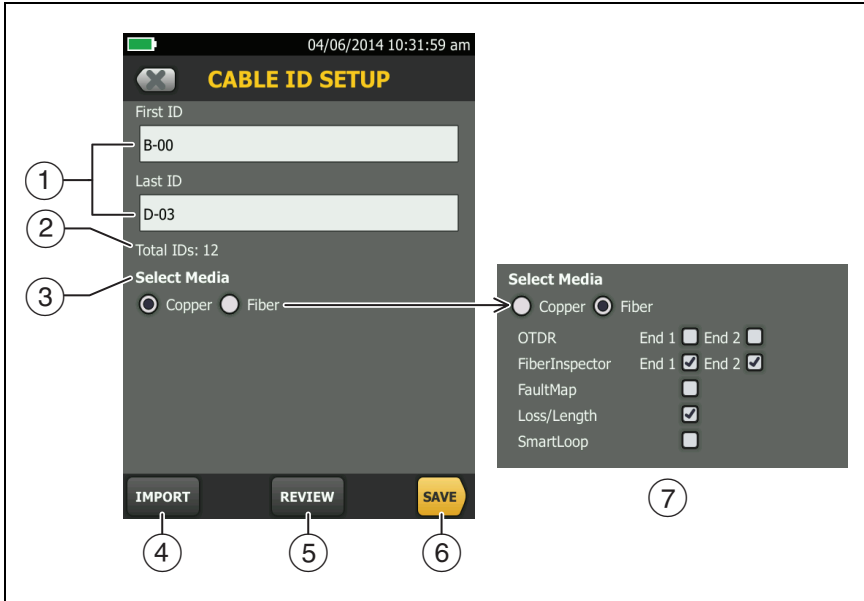 04/06/2014 10:31:59 am
CABLE ID SETUP
First ID
B-00
1
Last ID
D-03
2
Total IDs: 12
3
Select Media
Copper Fiber
Select Media
Copper Fiber
OTDR End 1 End 2
FiberInspector End 1 End 2
FaultMap
Loss/Length
SmartLoop
IMPORT REVIEW SAVE
4 5 6
7